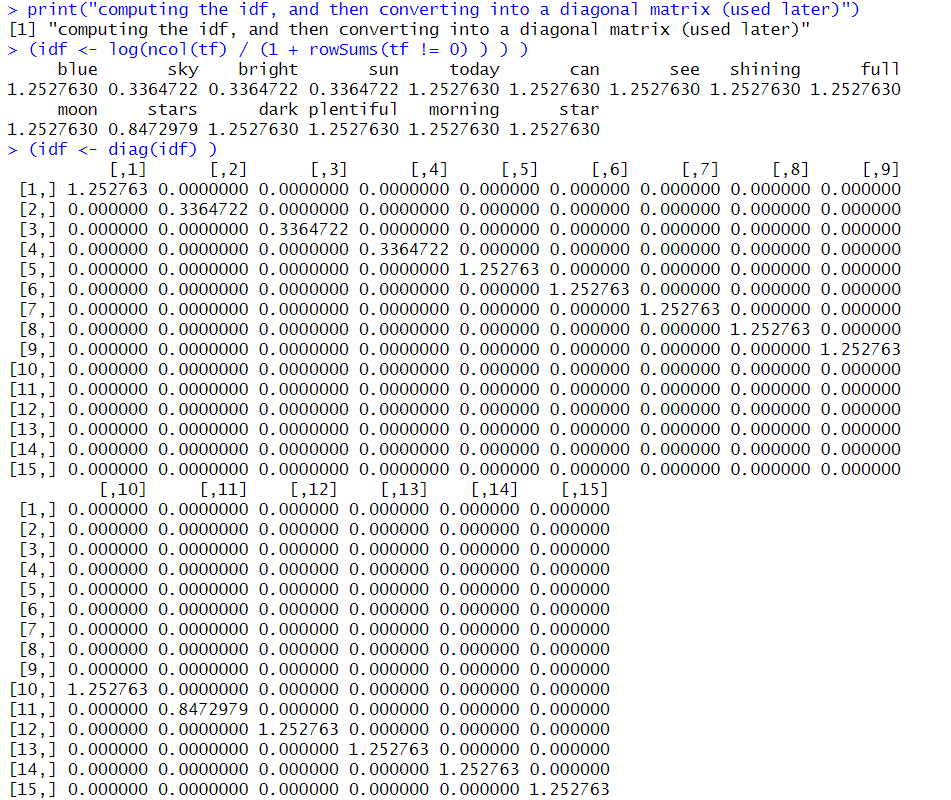 > print("computing the idf, and then converting into a diagonal matrix (used later)")
[1] "computing the idf, and then converting into a diagonal matrix (used later)"
> (idf <- log(ncol(tf) / (1 + rowSums(tf != 0) ) ) )
     blue       sky    bright       sun     today       can       see   shining      full
1.2527630 0.3364722 0.3364722 0.3364722 1.2527630 1.2527630 1.2527630 1.2527630 1.2527630
     moon     stars      dark plentiful   morning      star
1.2527630 0.8472979 1.2527630 1.2527630 1.2527630 1.2527630
> (idf <- diag(idf) )
          [,1]      [,2]      [,3]      [,4]     [,5]     [,6]     [,7]     [,8]     [,9]
 [1,] 1.252763 0.0000000 0.0000000 0.0000000 0.000000 0.000000 0.000000 0.000000 0.000000
 [2,] 0.000000 0.3364722 0.0000000 0.0000000 0.000000 0.000000 0.000000 0.000000 0.000000
 [3,] 0.000000 0.0000000 0.3364722 0.0000000 0.000000 0.000000 0.000000 0.000000 0.000000
 [4,] 0.000000 0.0000000 0.0000000 0.3364722 0.000000 0.000000 0.000000 0.000000 0.000000
 [5,] 0.000000 0.0000000 0.0000000 0.0000000 1.252763 0.000000 0.000000 0.000000 0.000000
 [6,] 0.000000 0.0000000 0.0000000 0.0000000 0.000000 1.252763 0.000000 0.000000 0.000000
 [7,] 0.000000 0.0000000 0.0000000 0.0000000 0.000000 0.000000 1.252763 0.000000 0.000000
 [8,] 0.000000 0.0000000 0.0000000 0.0000000 0.000000 0.000000 0.000000 1.252763 0.000000
 [9,] 0.000000 0.0000000 0.0000000 0.0000000 0.000000 0.000000 0.000000 0.000000 1.252763
[10,] 0.000000 0.0000000 0.0000000 0.0000000 0.000000 0.000000 0.000000 0.000000 0.000000
[11,] 0.000000 0.0000000 0.0000000 0.0000000 0.000000 0.000000 0.000000 0.000000 0.000000
[12,] 0.000000 0.0000000 0.0000000 0.0000000 0.000000 0.000000 0.000000 0.000000 0.000000
[13,] 0.000000 0.0000000 0.0000000 0.0000000 0.000000 0.000000 0.000000 0.000000 0.000000
[14,] 0.000000 0.0000000 0.0000000 0.0000000 0.000000 0.000000 0.000000 0.000000 0.000000
[15,] 0.000000 0.0000000 0.0000000 0.0000000 0.000000 0.000000 0.000000 0.000000 0.000000
         [,10]     [,11]    [,12]    [,13]    [,14]    [,15]
 [1,] 0.000000 0.0000000 0.000000 0.000000 0.000000 0.000000
 [2,] 0.000000 0.0000000 0.000000 0.000000 0.000000 0.000000
 [3,] 0.000000 0.0000000 0.000000 0.000000 0.000000 0.000000
 [4,] 0.000000 0.0000000 0.000000 0.000000 0.000000 0.000000
 [5,] 0.000000 0.0000000 0.000000 0.000000 0.000000 0.000000
 [6,] 0.000000 0.0000000 0.000000 0.000000 0.000000 0.000000
 [7,] 0.000000 0.0000000 0.000000 0.000000 0.000000 0.000000
 [8,] 0.000000 0.0000000 0.000000 0.000000 0.000000 0.000000
 [9,] 0.000000 0.0000000 0.000000 0.000000 0.000000 0.000000
[10,] 1.252763 0.0000000 0.000000 0.000000 0.000000 0.000000
[11,] 0.000000 0.8472979 0.000000 0.000000 0.000000 0.000000
[12,] 0.000000 0.0000000 1.252763 0.000000 0.000000 0.000000
[13,] 0.000000 0.0000000 0.000000 1.252763 0.000000 0.000000
[14,] 0.000000 0.0000000 0.000000 0.000000 1.252763 0.000000
[15,] 0.000000 0.0000000 0.000000 0.000000 0.000000 1.252763